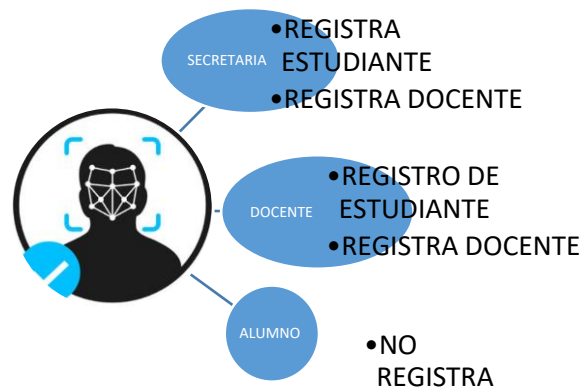 SECRETARIA
•REGISTRA
ESTUDIANTE
•REGISTRA DOCENTE
DOCENTE
•REGISTRO DE
ESTUDIANTE
•REGISTRA DOCENTE
ALUMNO
•NO
REGISTRA